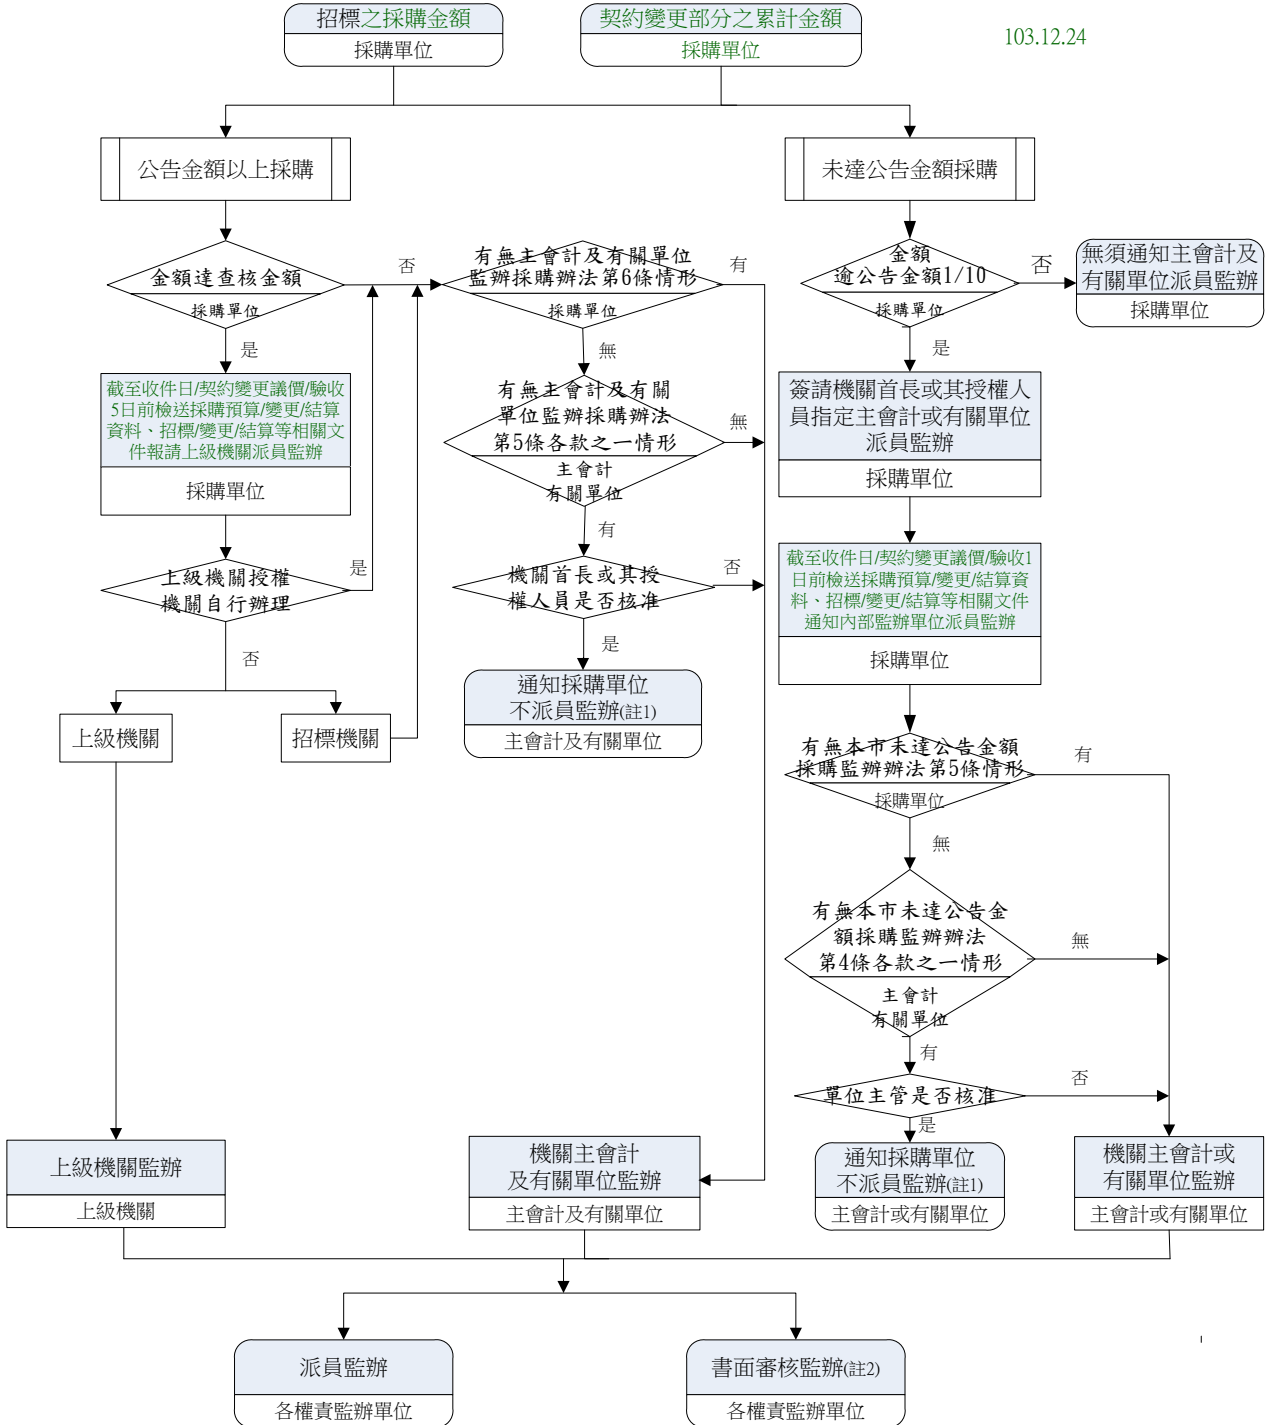 招標之採購金額
採購單位
契約變更部分之累計金額
採購單位
103.12.24
公告金額以上採購
未達公告金額採購
金額達查核金額
採購單位
否
是
有無主會計及有關單位
監辦採購辦法第6條情形
採購單位
有
無
金額
逾公告金額1/10
採購單位
否
是
無須通知主會計及
有關單位派員監辦
採購單位
截至收件日/契約變更議價/驗收
5日前檢送採購預算/變更/結算
資料、招標/變更/結算等相關文
件報請上級機關派員監辦
採購單位
有無主會計及有關
單位監辦採購辦法
第5條各款之一情形
主會計
有關單位
無
有
簽請機關首長或其授權人
員指定主會計或有關單位
派員監辦
採購單位
上級機關授權
機關自行辦理
是
否
機關首長或其授
權人員是否核准
否
是
截至收件日/契約變更議價/驗收1
日前檢送採購預算/變更/結算資
料、招標/變更/結算等相關文件
通知內部監辦單位派員監辦
採購單位
上級機關
招標機關
通知採購單位
不派員監辦(註1)
主會計及有關單位
有無本市未達公告金額
採購監辦辦法第5條情形
採購單位
有
無
有無本市未達公告金
額採購監辦辦法
第4條各款之一情形
主會計
有關單位
無
有
單位主管是否核准
否
是
上級機關監辦
上級機關
機關主會計
及有關單位監辦
主會計及有關單位
通知採購單位
不派員監辦(註1)
主會計或有關單位
機關主會計或
有關單位監辦
主會計或有關單位
派員監辦
各權責監辦單位
書面審核監辦(註2)
各權責監辦單位